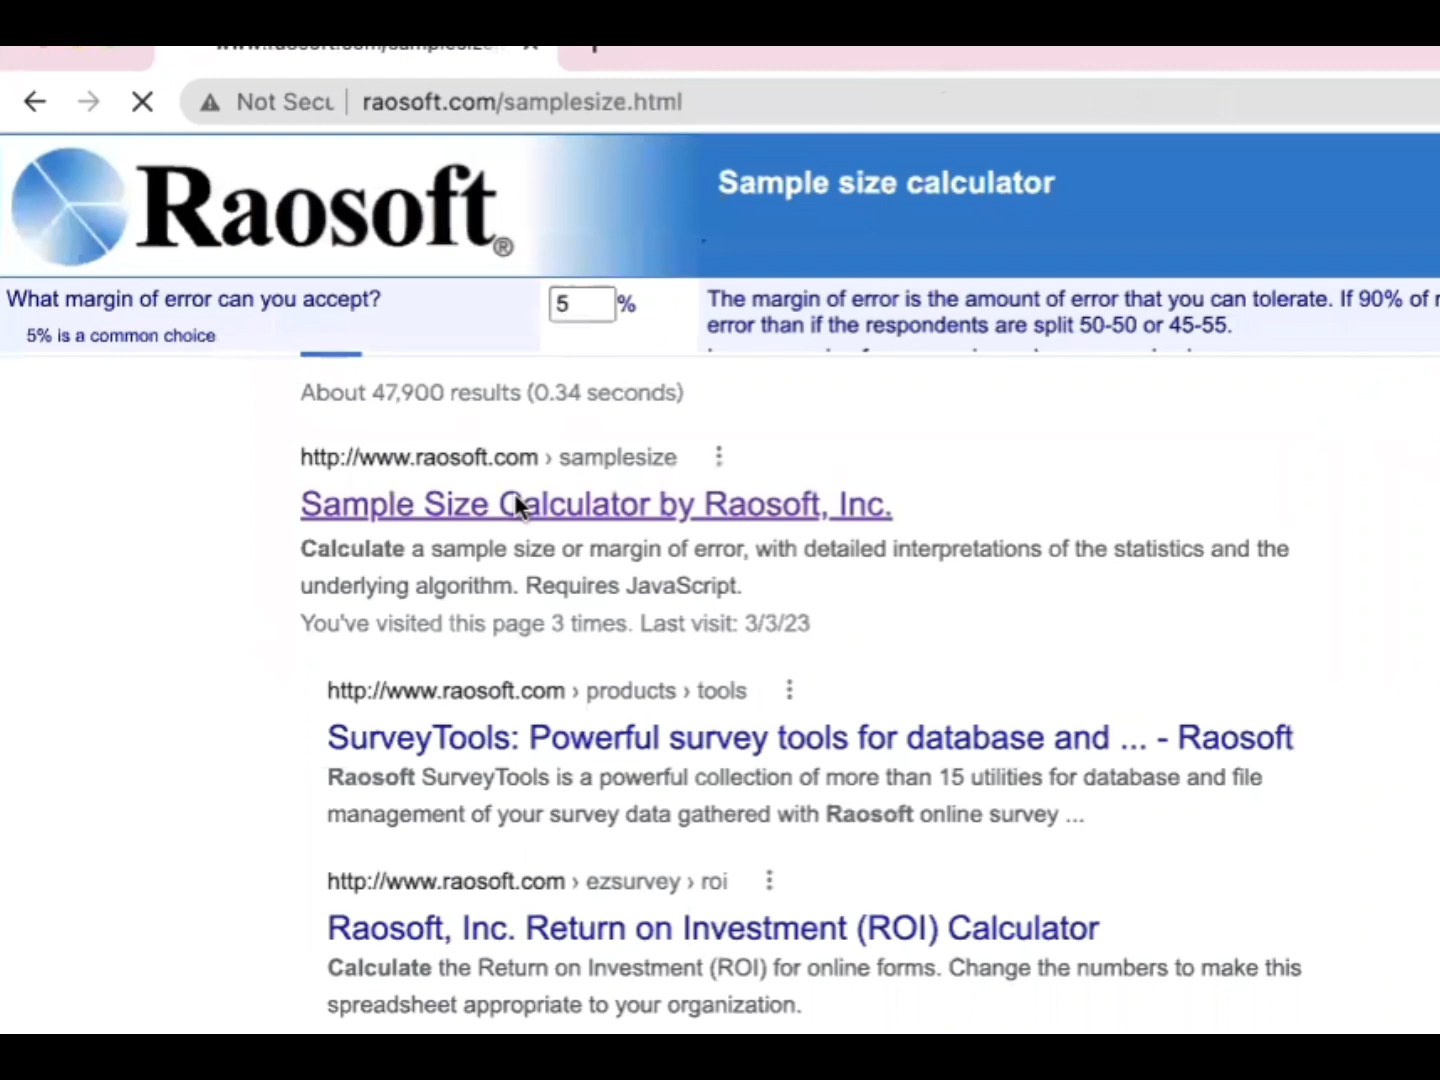 www.raosoft.com/samplesize
Not Secu
raosoft.com/samplesize.html
Raosoft®
Sample size calculator
What margin of error can you accept?
5% is a common choice
5 %
The margin of error is the amount of error that you can tolerate. If 90% of r
error than if the respondents are split 50-50 or 45-55.
About 47,900 results (0.34 seconds)
http://www.raosoft.com › samplesize
Sample Size Calculator by Raosoft, Inc.
Calculate a sample size or margin of error, with detailed interpretations of the statistics and the
underlying algorithm. Requires JavaScript.
You've visited this page 3 times. Last visit: 3/3/23
http://www.raosoft.com › products › tools
SurveyTools: Powerful survey tools for database and ... - Raosoft
Raosoft SurveyTools is a powerful collection of more than 15 utilities for database and file
management of your survey data gathered with Raosoft online survey ...
http://www.raosoft.com › ezsurvey › roi
Raosoft, Inc. Return on Investment (ROI) Calculator
Calculate the Return on Investment (ROI) for online forms. Change the numbers to make this
spreadsheet appropriate to your organization.